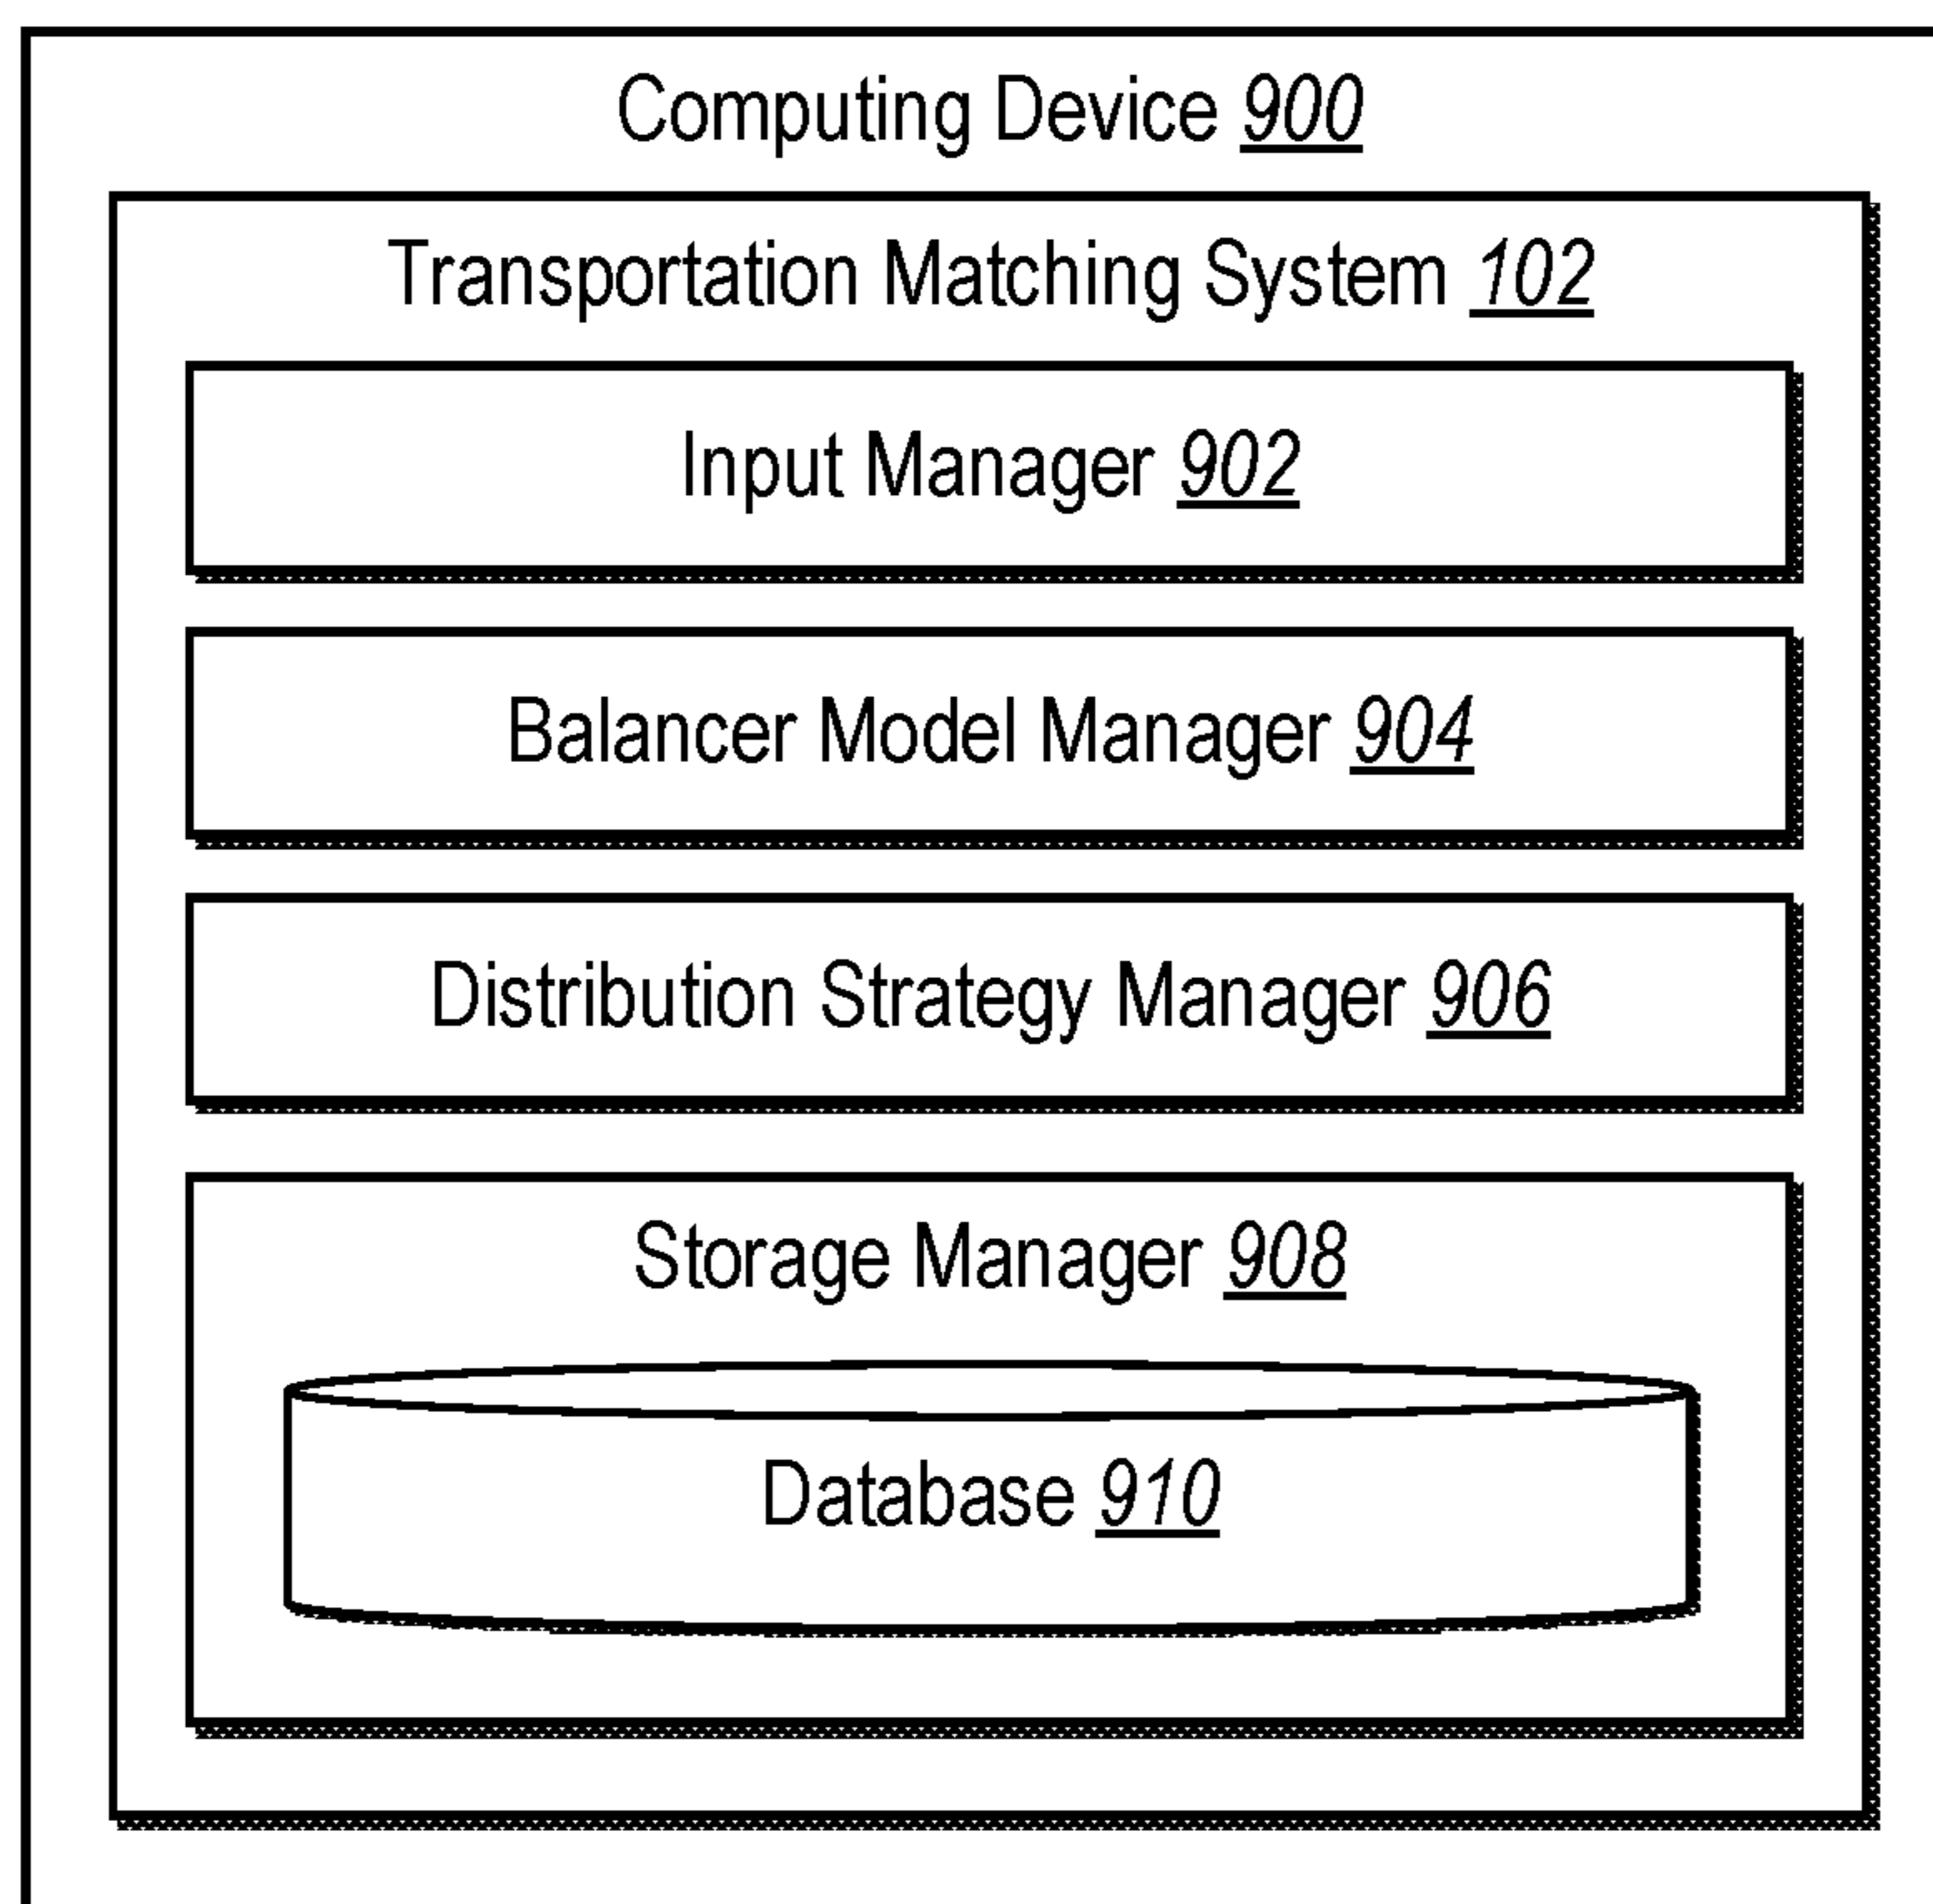 Computing Device 900
Transportation Matching System 102
Input Manager 902
Balancer Model Manager 904
Distribution Strategy Manager 906
Storage Manager 908
Database 910